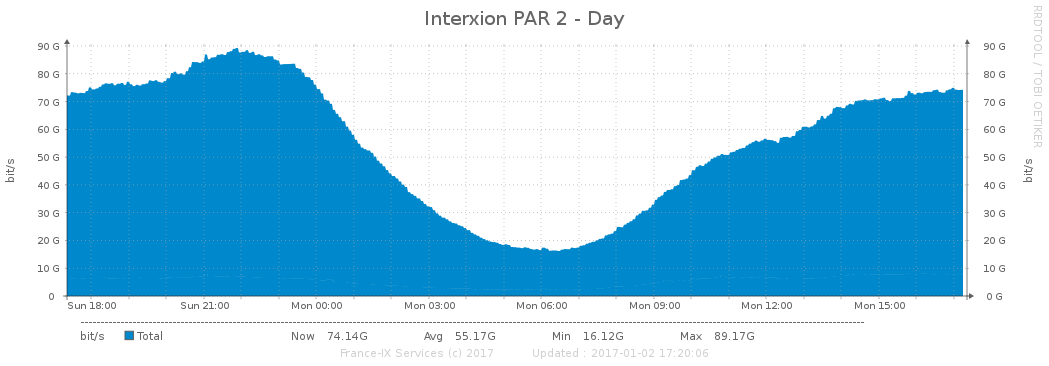 Interxion PAR 2 - Day
RRDTOOL / TOBI OETIKER
90 G 90 G
80 G 80 G
70 G 70 G
60 G 60 G
50 G 50 G
40 G 40 G
30 G 30 G
20 G 20 G
10 G 10 G
0 0 G
bit/s
bit/s
Sun 18:00 Sun 21:00 Mon 00:00 Mon 03:00 Mon 06:00 Mon 09:00 Mon 12:00 Mon 15:00
bit/s Total Now 74.14G Avg 55.17G Min 16.12G Max 89.17G
France-IX Services (c) 2017 Updated : 2017-01-02 17:20:06